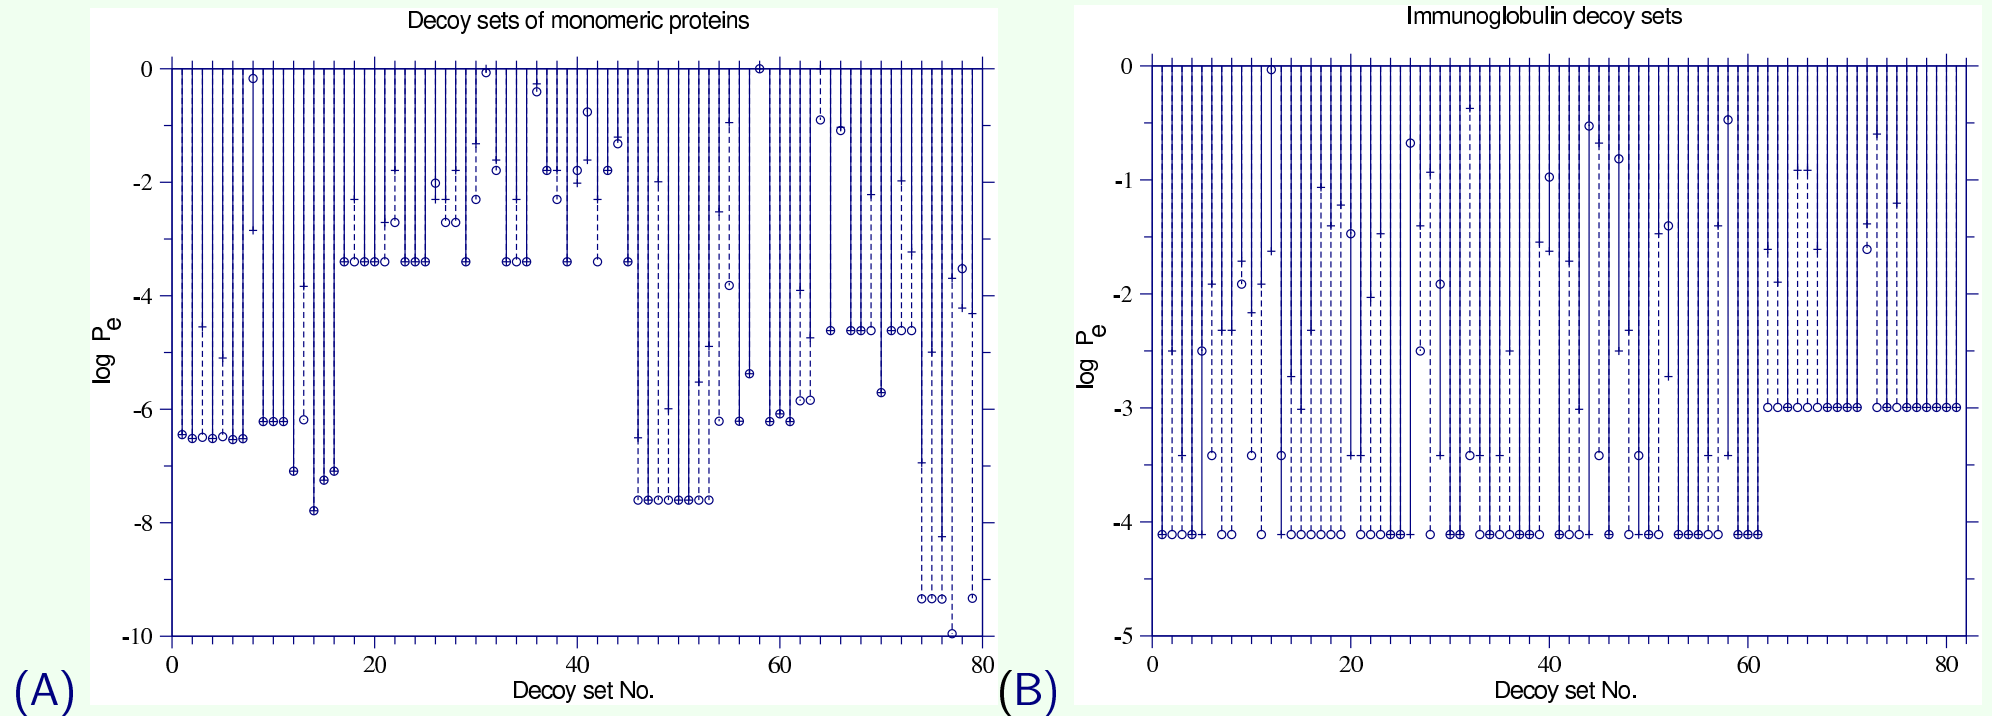 Decoy sets of monomeric proteins
0
-2
-4
-6
-8
-10
log Pe
0 20 40 60 80
Decoy set No.
(A)
Immunoglobulin decoy sets
0
-1
-2
-3
-4
-5
log Pe
0 20 40 60 80
Decoy set No.
(B)